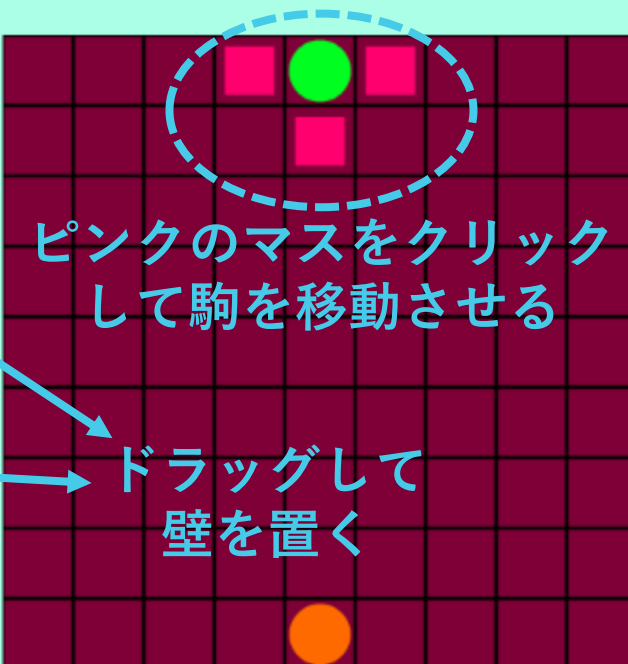 ピンクのマスをクリック
して駒を移動させる
ドラッグして
壁を置く